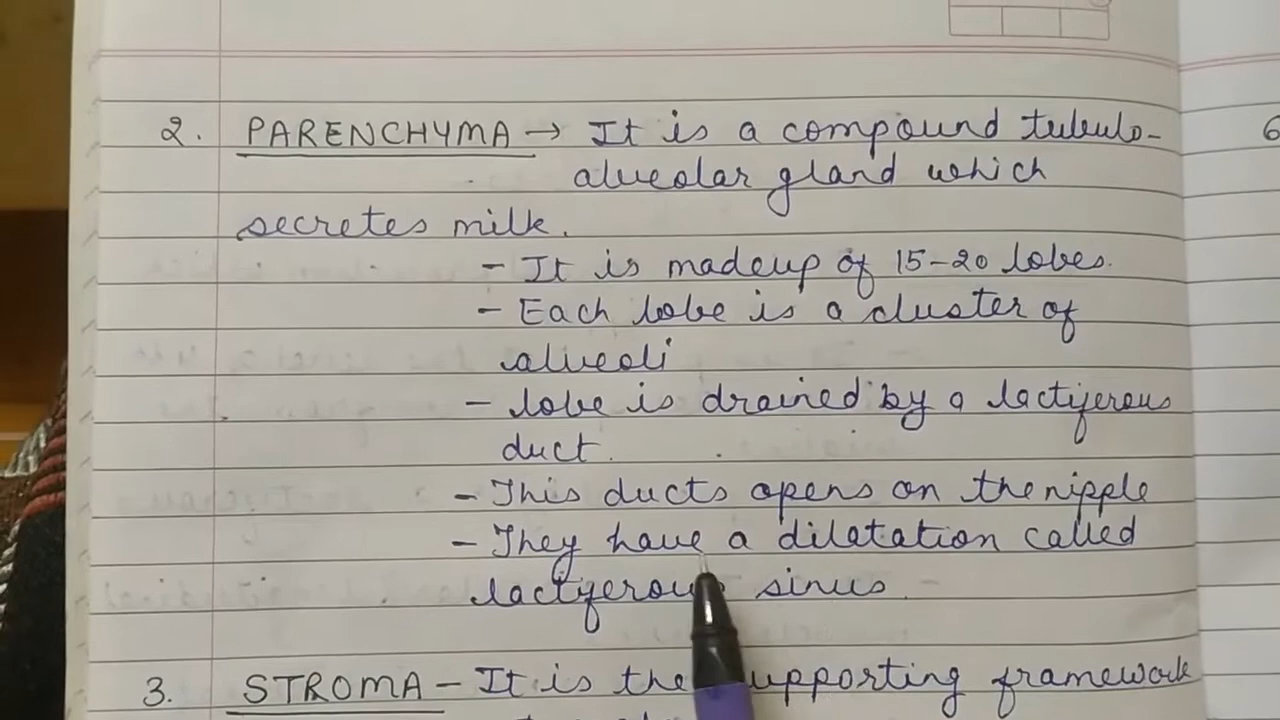 2. PARENCHYMA → It is a compound tubulo-
alveolar gland which
secretes milk.
- It is madeup of 15-20 lobes.
- Each lobe is a cluster of
alveoli
- lobe is drained by a lactiferous
duct.
- This ducts opens on the nipple
- They have a dilatation called
lactiferous sinus.
3. STROMA - It is the supporting framework
6